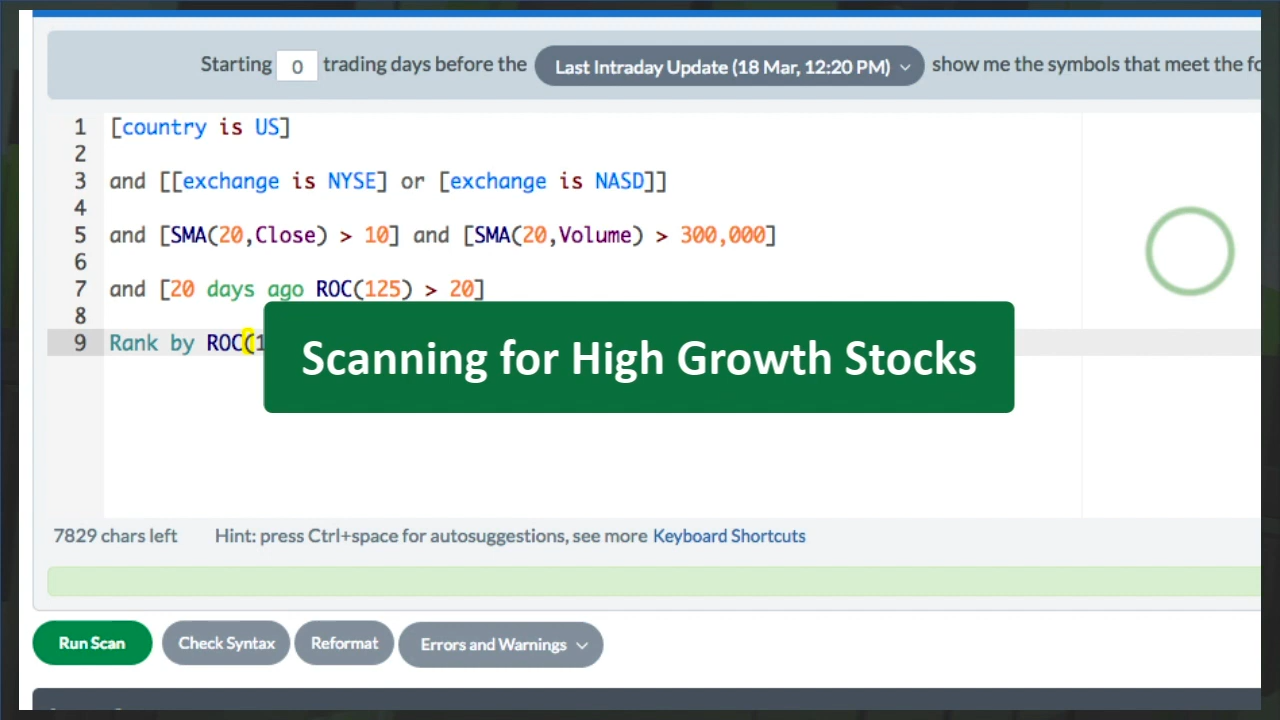 Starting 0 trading days before the Last Intraday Update (18 Mar, 12:20 PM) show me the symbols that meet the fo
1 [country is US]
2
3 and [[exchange is NYSE] or [exchange is NASD]]
4
5 and [SMA(20,Close) > 10] and [SMA(20,Volume) > 300,000]
6
7 and [20 days ago ROC(125) > 20]
8
9 Rank by ROC(1
Scanning for High Growth Stocks
7829 chars left Hint: press Ctrl+space for autosuggestions, see more Keyboard Shortcuts
Run Scan Check Syntax Reformat Errors and Warnings